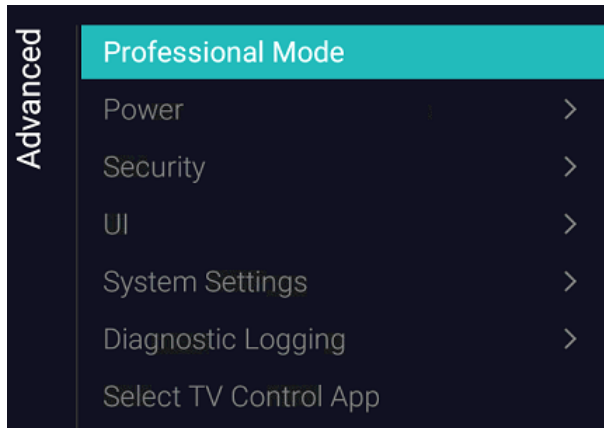 Advanced
Professional Mode
Power
Security
UI
System Settings
Diagnostic Logging
Select TV Control App